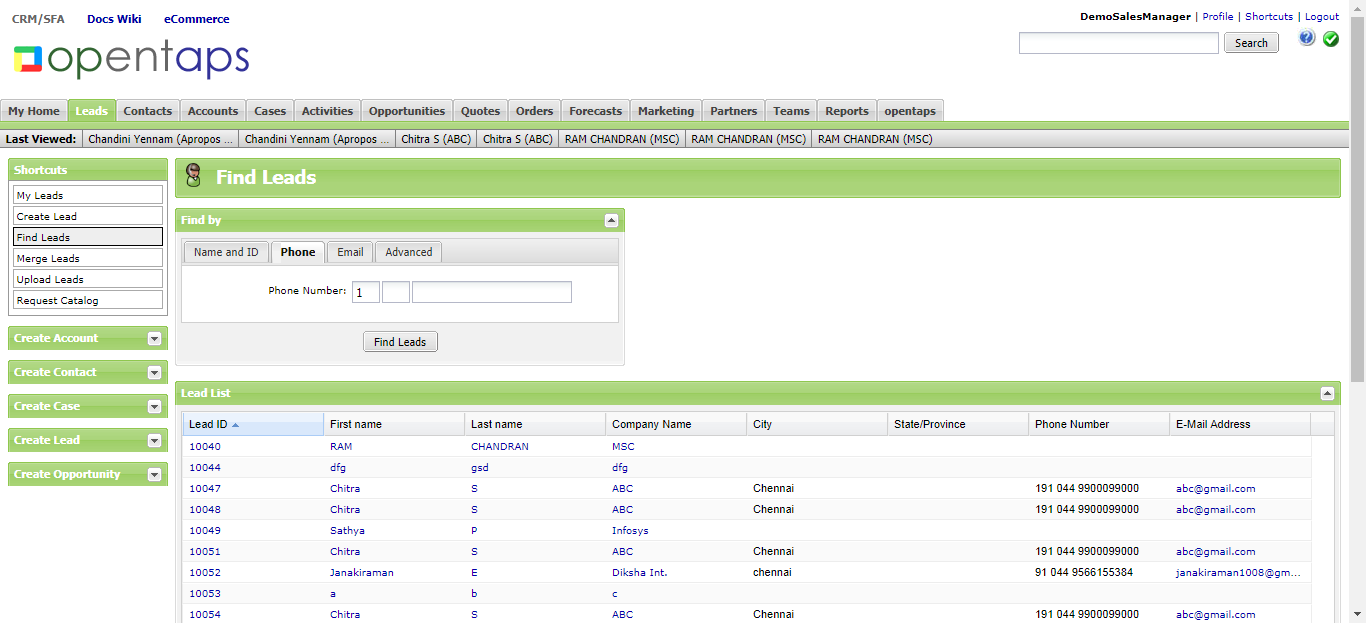 CRM/SFA Docs Wiki eCommerce
DemoSalesManager | Profile | Shortcuts | Logout
opentaps
Search
My Home Leads Contacts Accounts Cases Activities Opportunities Quotes Orders Forecasts Marketing Partners Teams Reports opentaps
Last Viewed: Chandini Yennam (Apropos ... Chandini Yennam (Apropos ... Chitra S (ABC) Chitra S (ABC) RAM CHANDRAN (MSC) RAM CHANDRAN (MSC) RAM CHANDRAN (MSC)
Shortcuts
My Leads
Create Lead
Find Leads
Merge Leads
Upload Leads
Request Catalog
Create Account
Create Contact
Create Case
Create Lead
Create Opportunity
Find Leads
Find by
Name and ID Phone Email Advanced
Phone Number: 1
Find Leads
Lead List
Lead ID First name Last name Company Name City State/Province Phone Number E-Mail Address
10040 RAM CHANDRAN MSC
10044 dfg gsd dfg
10047 Chitra S ABC Chennai 191 044 9900099000 abc@gmail.com
10048 Chitra S ABC Chennai 191 044 9900099000 abc@gmail.com
10049 Sathya P Infosys
10051 Chitra S ABC Chennai 191 044 9900099000 abc@gmail.com
10052 Janakiraman E Diksha Int. chennai 91 044 9566155384 janakiraman1008@gm...
10053 a b c
10054 Chitra S ABC Chennai 191 044 9900099000 abc@gmail.com